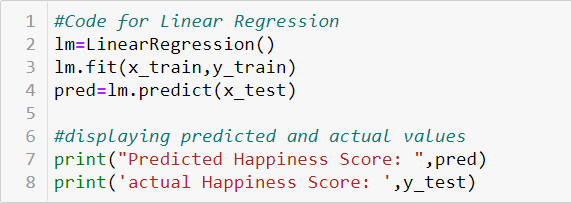 1 #Code for Linear Regression
2 lm=LinearRegression()
3 lm.fit(x_train,y_train)
4 pred=lm.predict(x_test)
5
6 #displaying predicted and actual values
7 print("Predicted Happiness Score: ",pred)
8 print('actual Happiness Score: ',y_test)